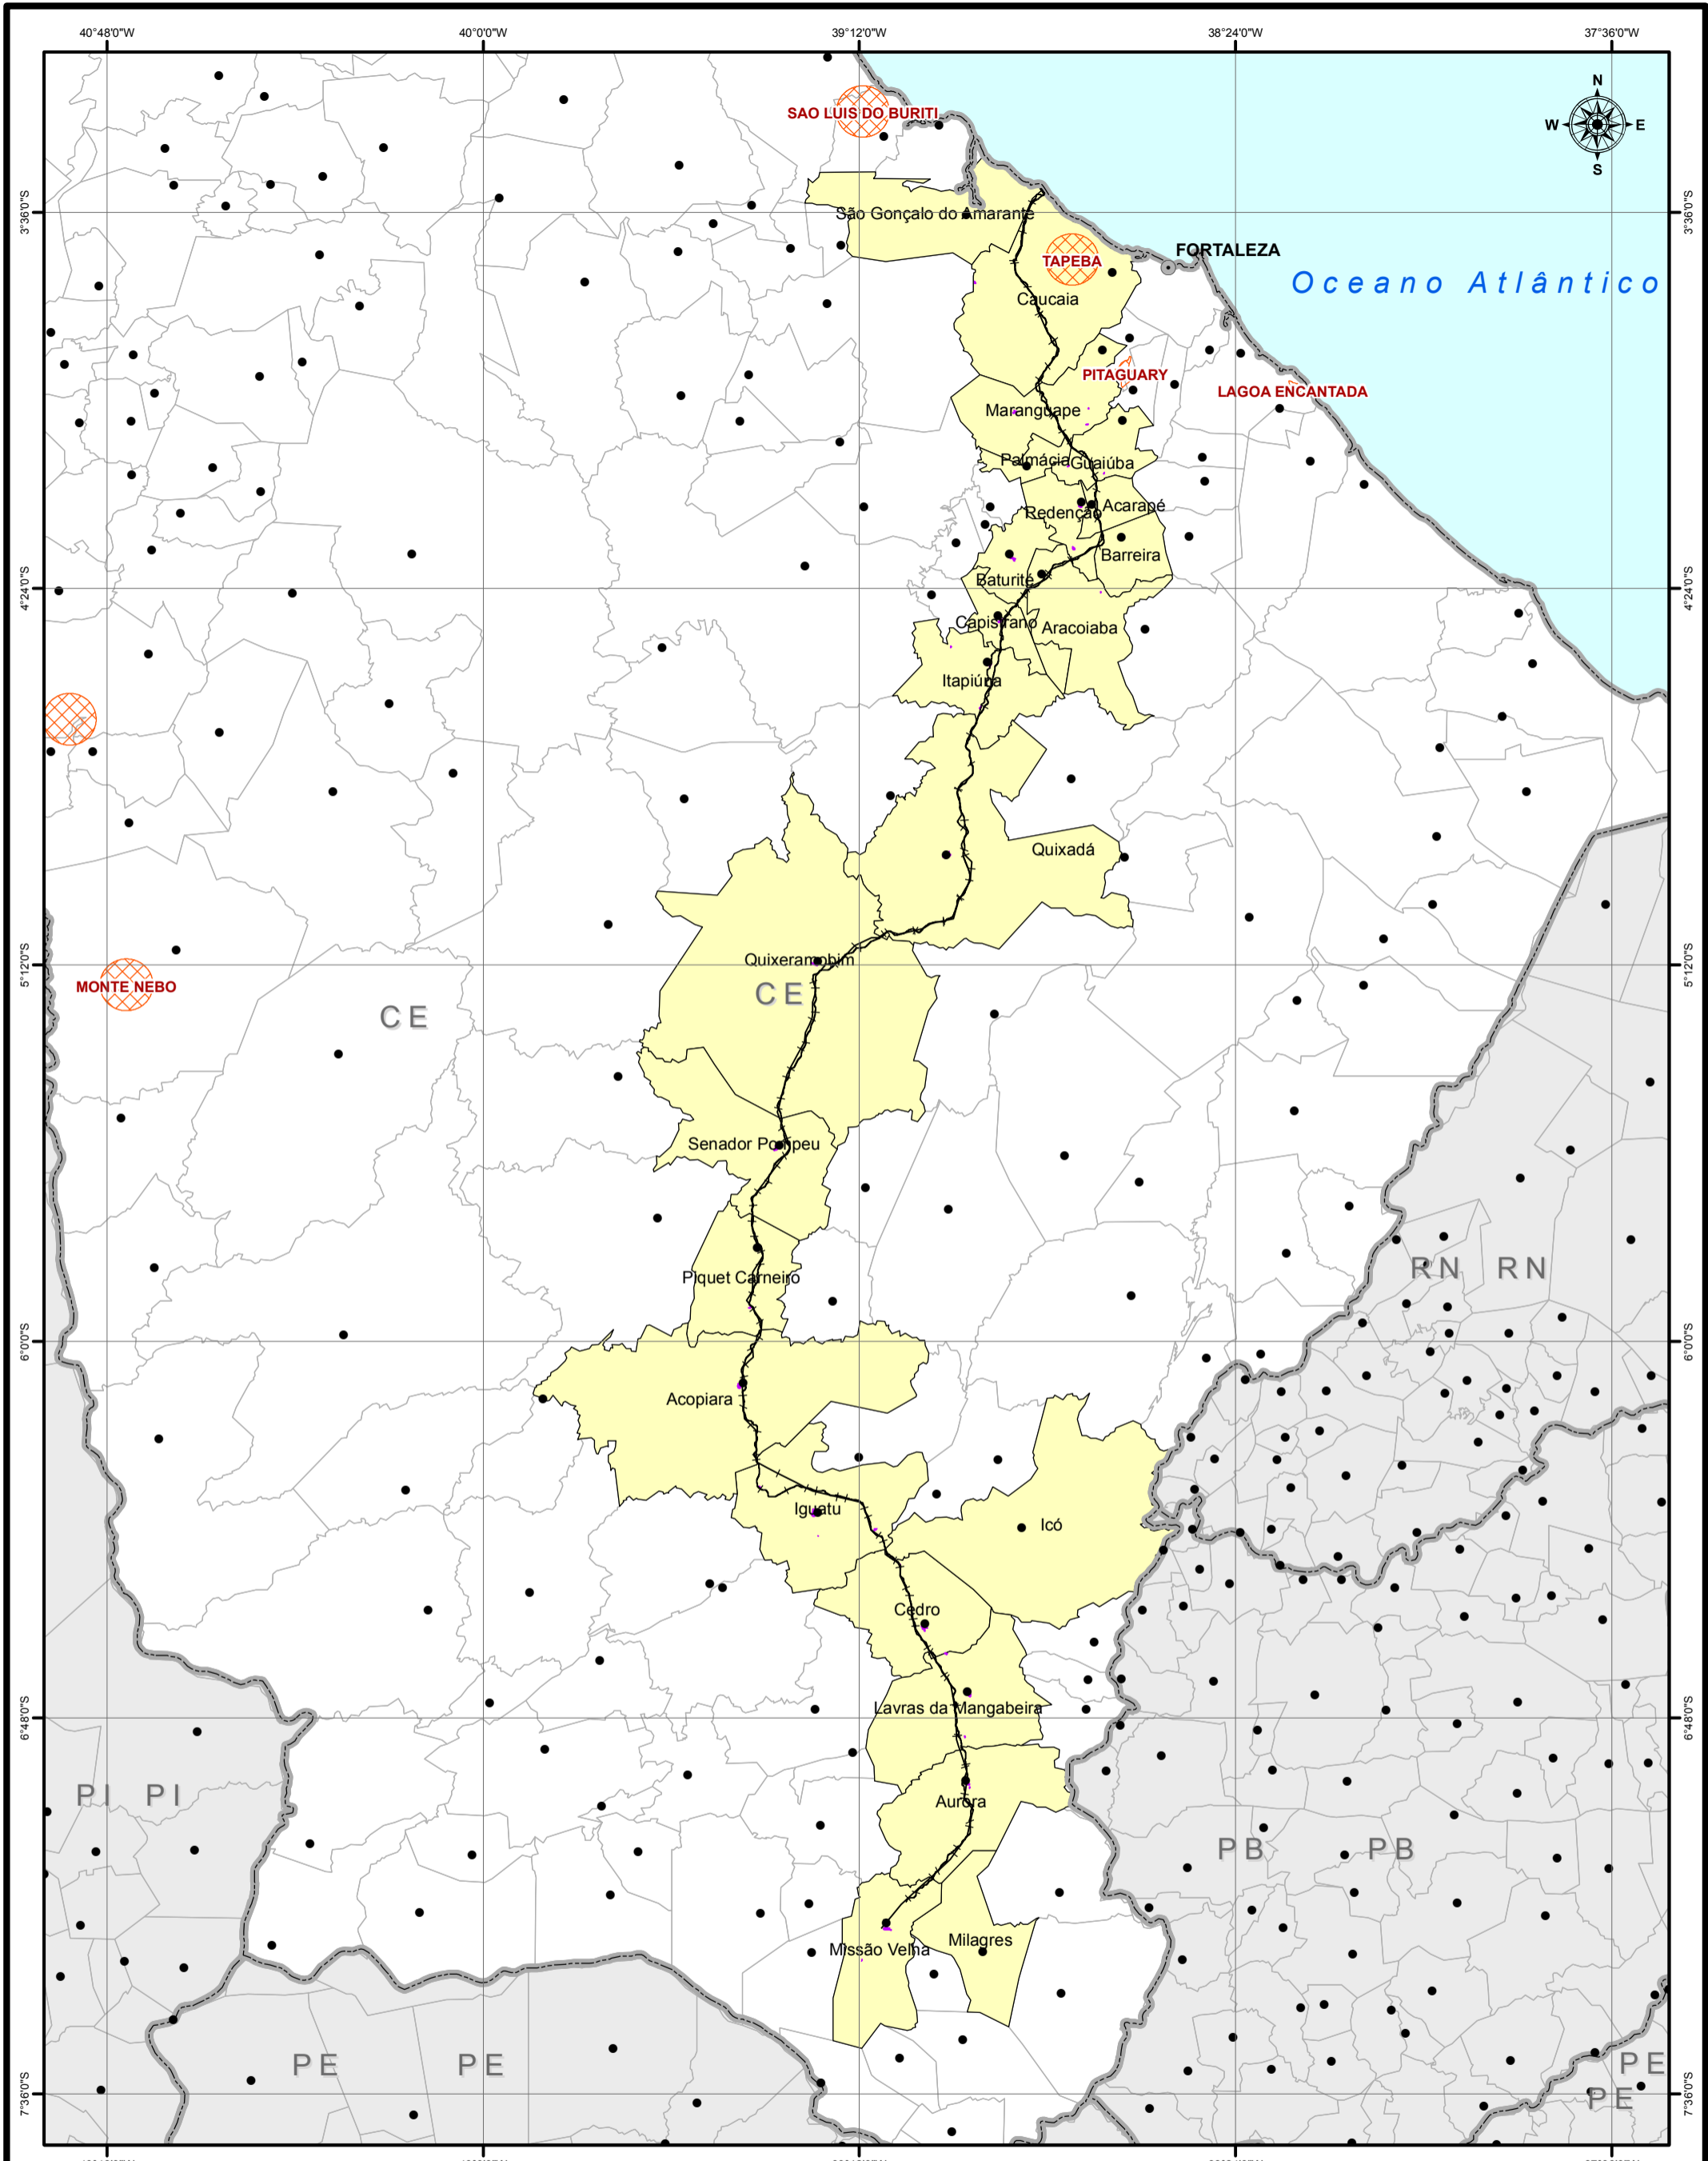 40°48'0"W
40°0'0"W
39°12'0"W
38°24'0"W
37°36'0"W
N
W
E
S
SAO LUIS DO BURITI
3°36'0"S
São Gonçalo do Amarante
3°36'0"S
FORTALEZA
TAPEBA
Oceano Atlântico
Caucaia
PITAGUARY
LAGOA ENCANTADA
Maranguape
Palmácia
Guaiúba
Redenção
Acarapé
Barreira
Baturité
4°24'0"S
4°24'0"S
Capistrano
Aracoiaba
Itapiúna
Quixadá
Quixeramobim
5°12'0"S
5°12'0"S
MONTE NEBO
CE
CE
Senador Pompeu
RN
RN
Piquet Carneiro
6°0'0"S
6°0'0"S
Acopiara
Iguatu
Icó
Cedro
Lavras da Mangabeira
6°48'0"S
6°48'0"S
PI
PI
Aurora
PB
PB
Milagres
Missão Velha
PE
PE
PE
PE
7°36'0"S
7°36'0"S